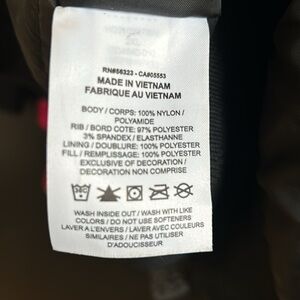 RN#56323 - CA#05553
MADE IN VIETNAM
FABRIQUE AU VIETNAM
BODY / CORPS: 100% NYLON /
POLYAMIDE
RIB / BORD COTE: 97% POLYESTER
3% SPANDEX / ELASTHANNE
LINING / DOUBLURE: 100% POLYESTER
FILL / REMPLISSAGE: 100% POLYESTER
EXCLUSIVE OF DECORATION /
DECORATION NON COMPRISE
WASH INSIDE OUT / WASH WITH LIKE
COLORS / DO NOT USE SOFTENERS
LAVER A L'ENVERS / LAVER AVEC COULEURS
SIMILAIRES / NE PAS UTILISER
D'ADOUCISSEUR